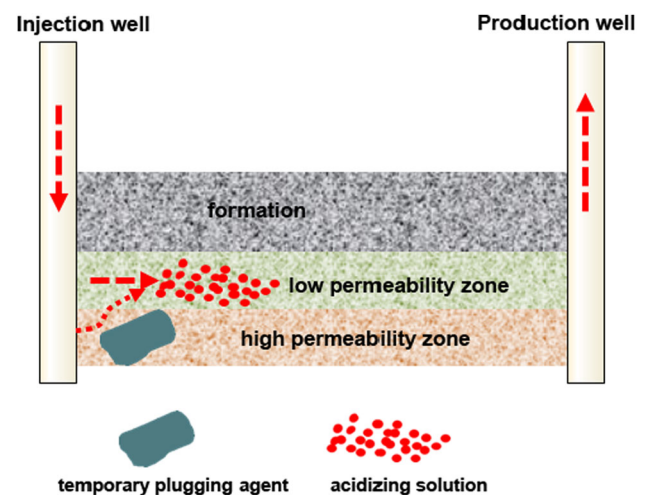 Injection well
Production well
formation
low permeability zone
high permeability zone
temporary plugging agent
acidizing solution